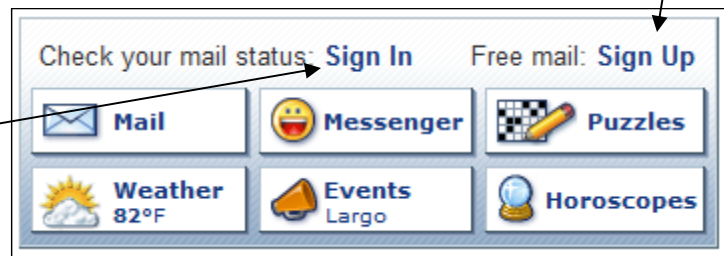 Check your mail status: Sign In Free mail: Sign Up
Mail Messenger Puzzles
Weather Events Horoscopes
82°F Largo